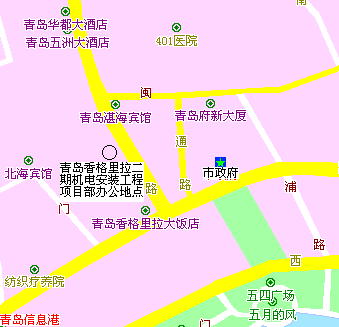 南
青岛华都大酒店
青岛五洲大酒店
401医院
闽
青岛湛海宾馆
青岛府新大厦
通
青岛香格里拉二
期机电安装工程
项目部办公地点
北海宾馆
市政府
路
路
浦
门
青岛香格里拉大饭店
路
西
纺织疗养院
五四广场
五月的风
青岛信息港
门